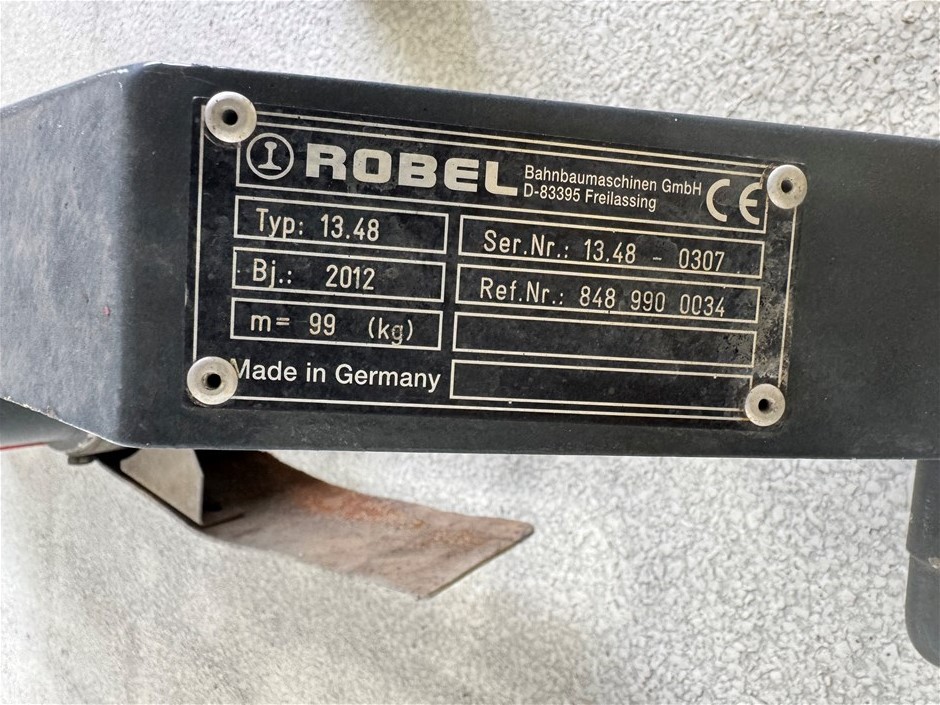 ROBEL
Bahnbaumaschinen GmbH
D-83395 Freilassing
CE
Typ: 13.48
Ser.Nr.: 13.48 - 0307
Bj.: 2012
Ref.Nr.: 848 990 0034
m= 99 (kg)
Made in Germany